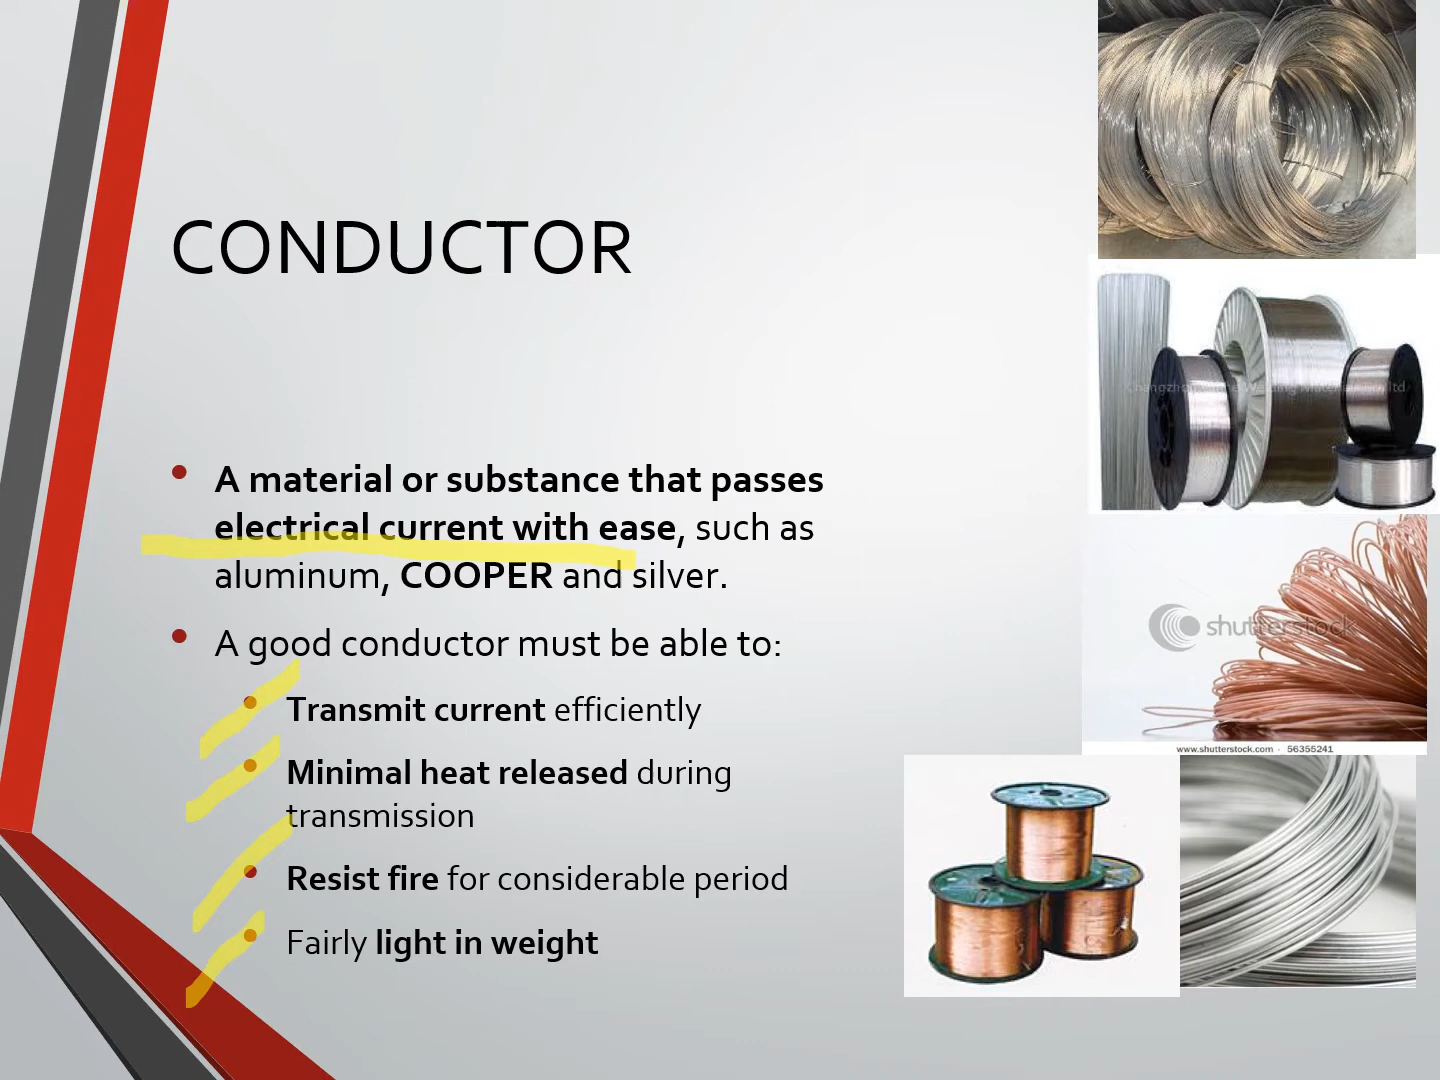 CONDUCTOR
A material or substance that passes
electrical current with ease, such as
aluminum, COOPER and silver.
A good conductor must be able to:
Transmit current efficiently
Minimal heat released during
transmission
Resist fire for considerable period
Fairly light in weight
shutterstock
www.shutterstock.com · 56355241